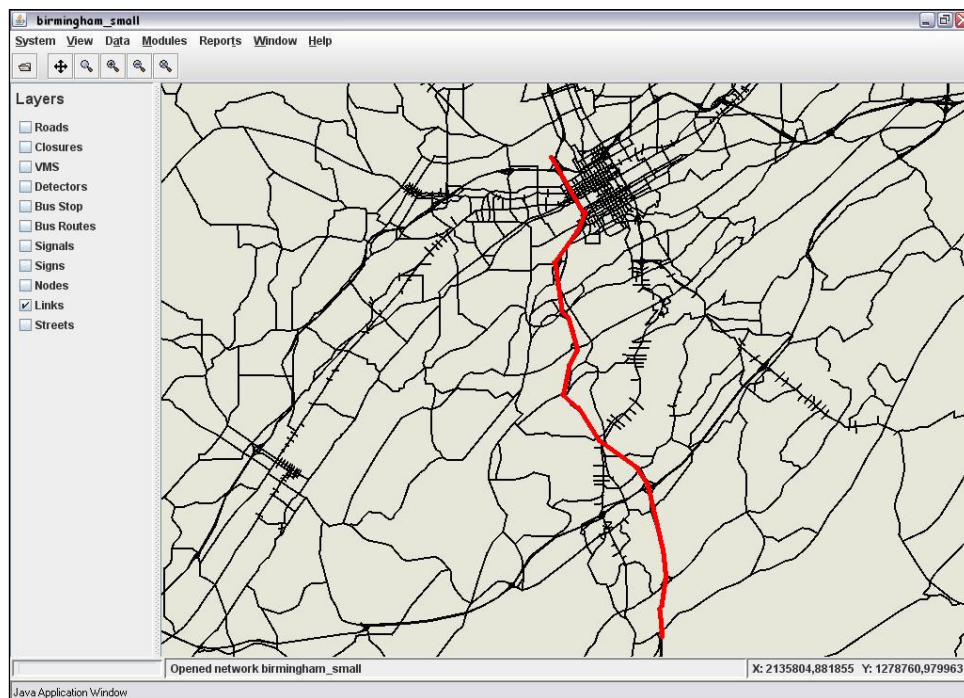 birmingham_small
System View Data Modules Reports Window Help
Layers
Roads
Closures
VMS
Detectors
Bus Stop
Bus Routes
Signals
Signs
Nodes
Links
Streets
Opened network birmingham_small
X: 2135804,881855 Y: 1278760,979963
Java Application Window